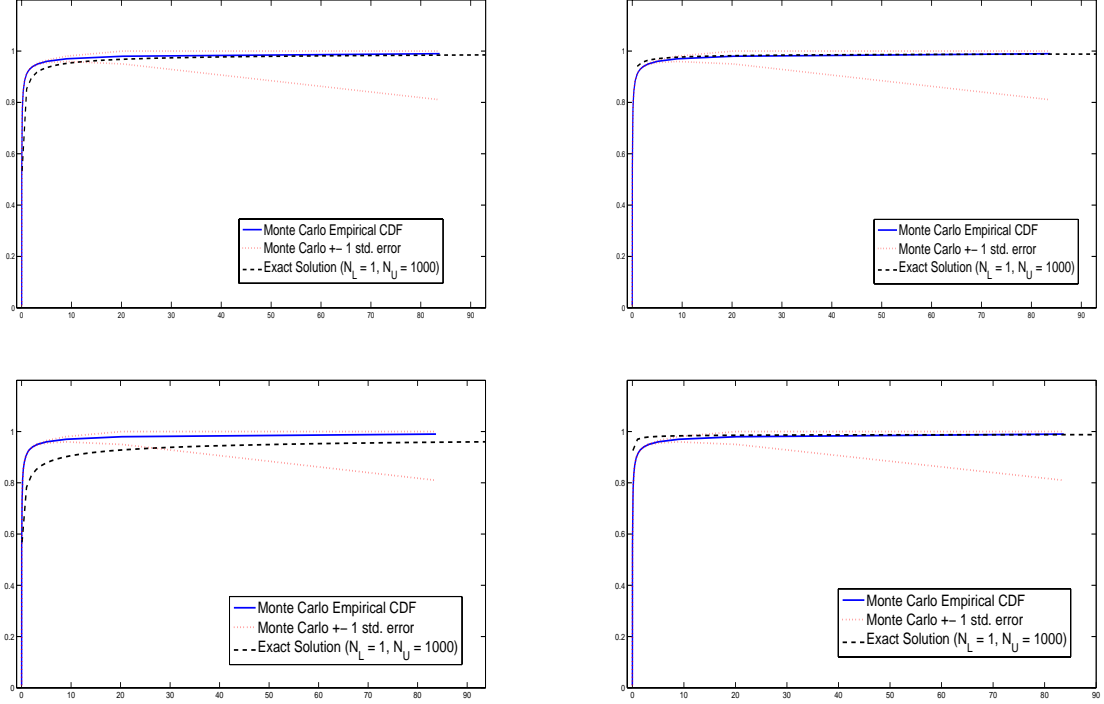 1
0.8
0.6
0.4
0.2
0
0 10 20 30 40 50 60 70 80 90
Monte Carlo Empirical CDF
Monte Carlo +− 1 std. error
Exact Solution (N_L = 1, N_U = 1000)
1
0.8
0.6
0.4
0.2
0
0 10 20 30 40 50 60 70 80 90
Monte Carlo Empirical CDF
Monte Carlo +− 1 std. error
Exact Solution (N_L = 1, N_U = 1000)
1
0.8
0.6
0.4
0.2
0
0 10 20 30 40 50 60 70 80 90
Monte Carlo Empirical CDF
Monte Carlo +− 1 std. error
Exact Solution (N_L = 1, N_U = 1000)
1
0.8
0.6
0.4
0.2
0
0 10 20 30 40 50 60 70 80 90
Monte Carlo Empirical CDF
Monte Carlo +− 1 std. error
Exact Solution (N_L = 1, N_U = 1000)